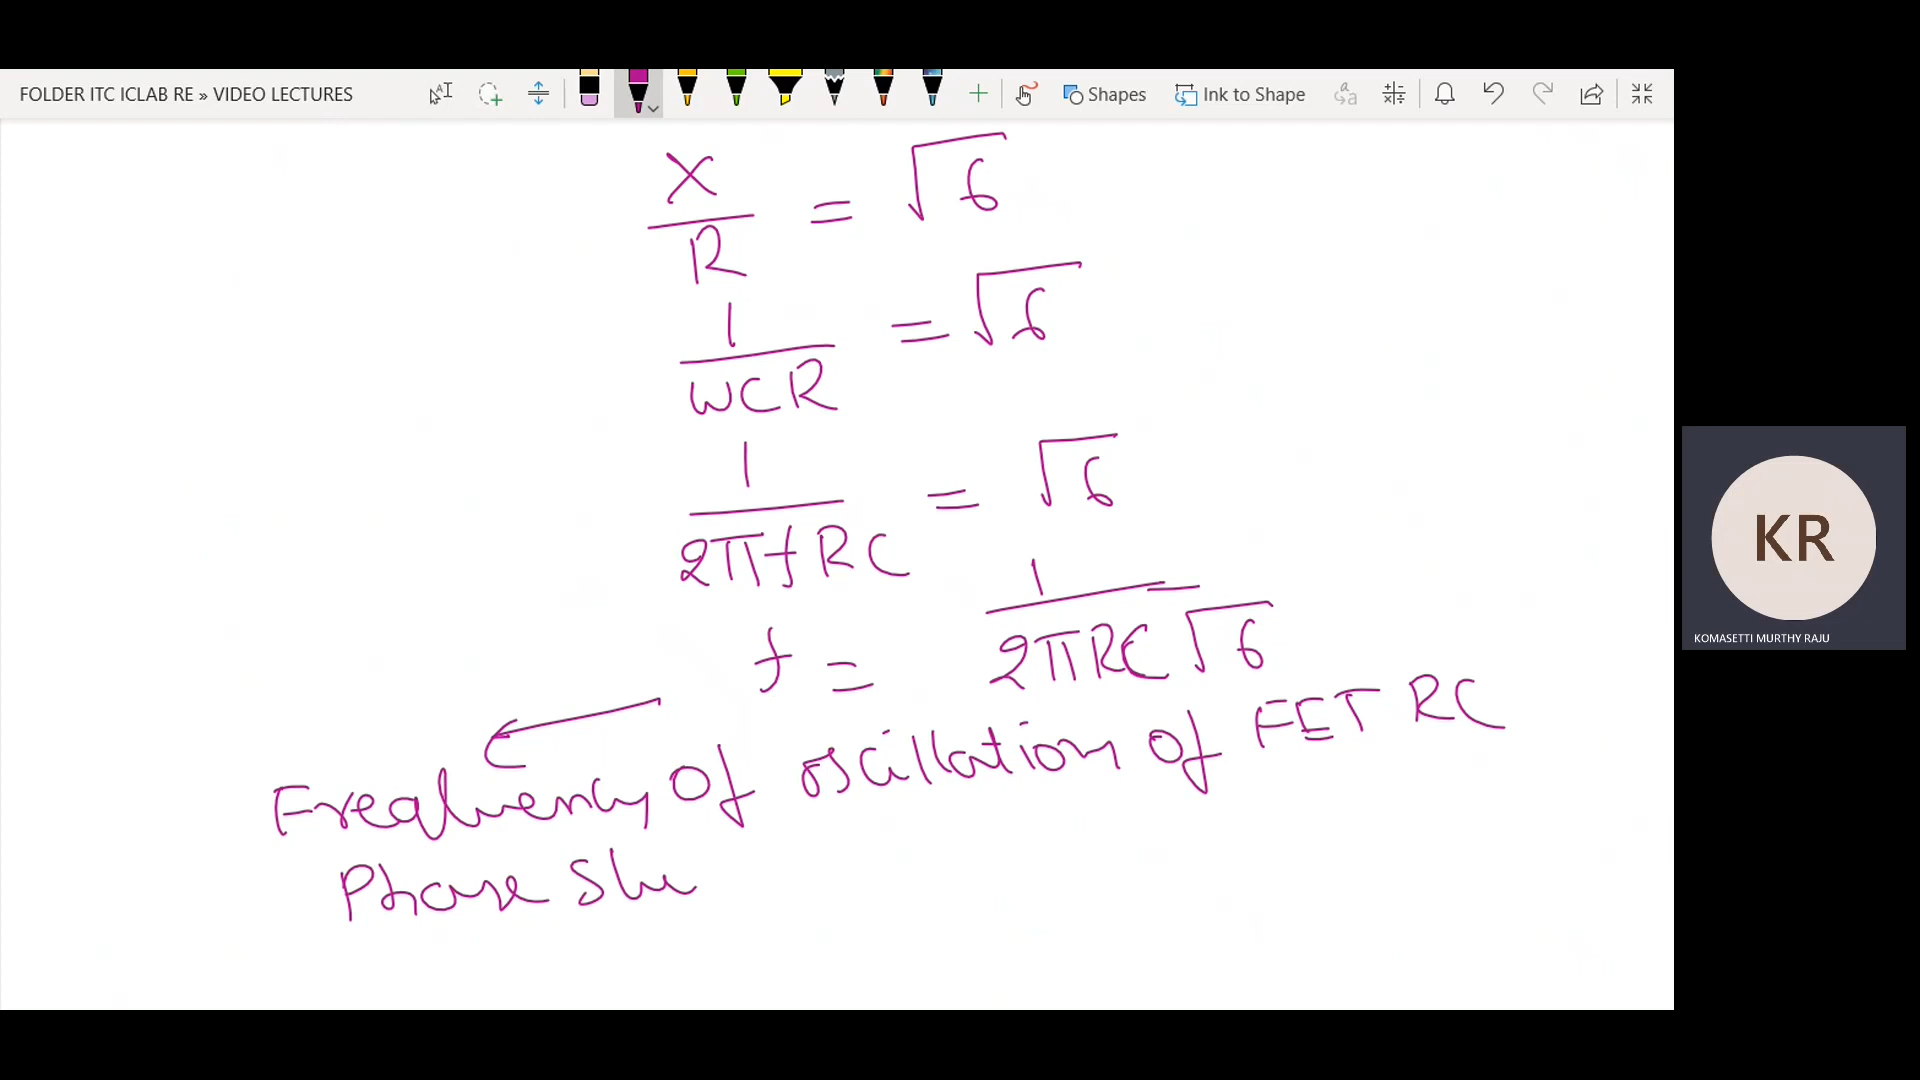 FOLDER ITC ICLAB RE » VIDEO LECTURES Shapes Ink to Shape
X/R = √6
1/WCR = √6
1/2πfRC = √6
f = 1/2πRC√6
Frequency Of oscillation of FET RC
Phase Shi
KR
KOMASETTI MURTHY RAJU